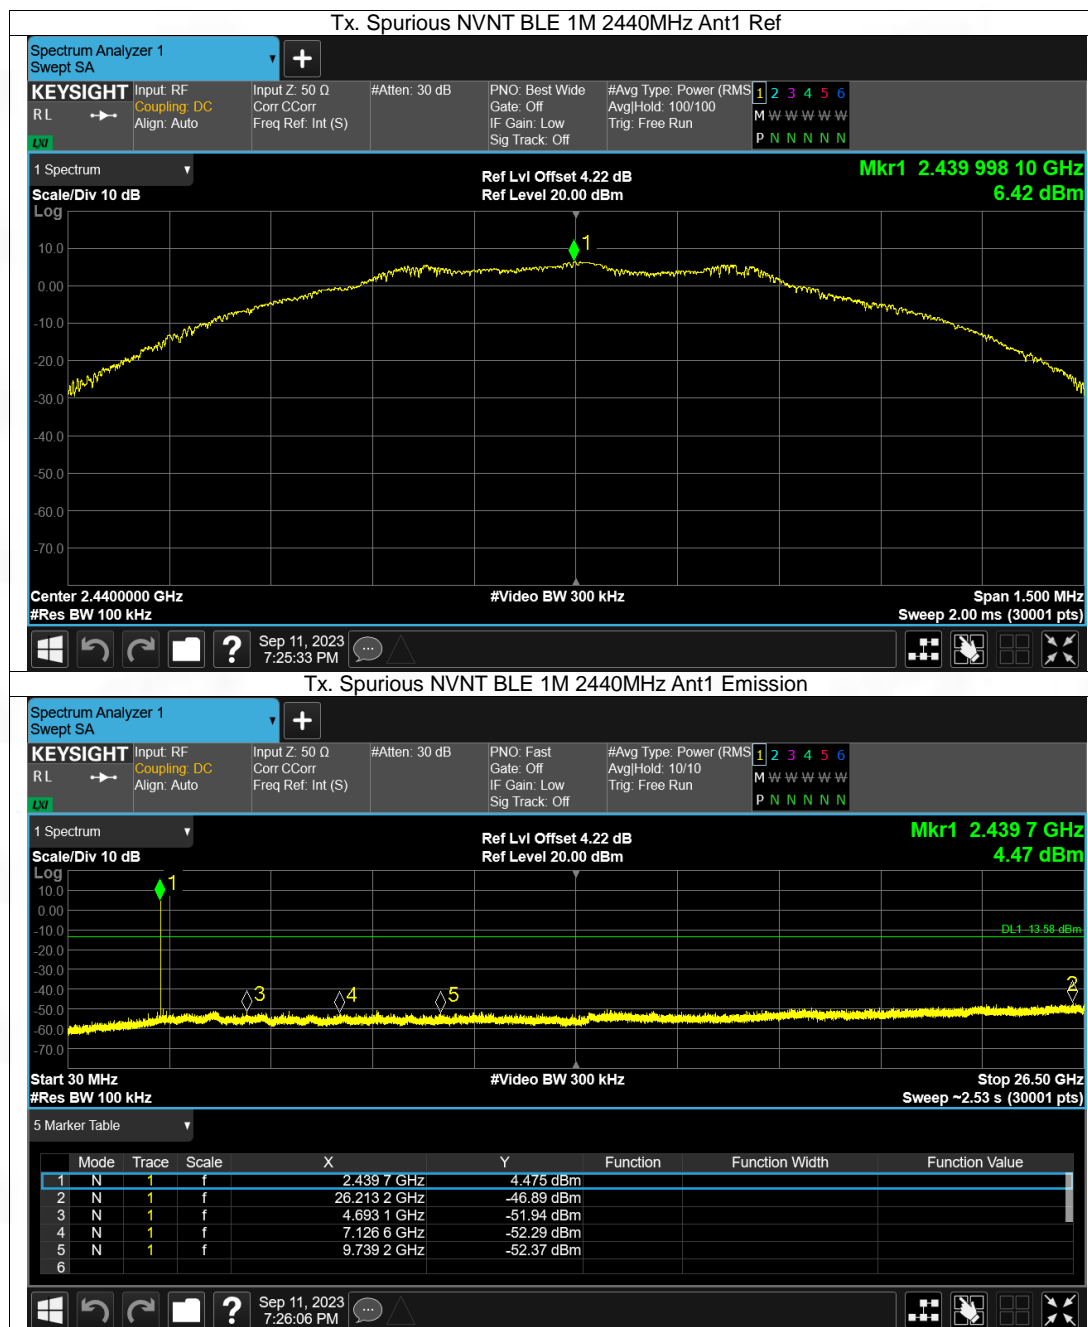 Tx. Spurious NVNT BLE 1M 2440MHz Ant1 Ref
Spectrum Analyzer 1
Swept SA
KEYSIGHT Input: RF Input Z: 50 Ω #Atten: 30 dB PNO: Best Wide #Avg Type: Power (RMS 1 2 3 4 5 6
RL Coupling: DC Corr CCorr Gate: Off Avg|Hold: 100/100 M W W W W W
Align: Auto Freq Ref: Int (S) IF Gain: Low Trig: Free Run
LXI Sig Track: Off P N N N N N
1 Spectrum Ref Lvl Offset 4.22 dB Mkr1 2.439 998 10 GHz
Scale/Div 10 dB Ref Level 20.00 dBm 6.42 dBm
Log
1
10.0
0.00
-10.0
-20.0
-30.0
-40.0
-50.0
-60.0
-70.0
Center 2.4400000 GHz #Video BW 300 kHz Span 1.500 MHz
#Res BW 100 kHz Sweep 2.00 ms (30001 pts)
? Sep 11, 2023
7:25:33 PM
Tx. Spurious NVNT BLE 1M 2440MHz Ant1 Emission
Spectrum Analyzer 1
Swept SA
KEYSIGHT Input: RF Input Z: 50 Ω #Atten: 30 dB PNO: Fast #Avg Type: Power (RMS 1 2 3 4 5 6
RL Coupling: DC Corr CCorr Gate: Off Avg|Hold: 10/10 M W W W W W
Align: Auto Freq Ref: Int (S) IF Gain: Low Trig: Free Run
LXI Sig Track: Off P N N N N N
1 Spectrum Ref Lvl Offset 4.22 dB Mkr1 2.439 7 GHz
Scale/Div 10 dB Ref Level 20.00 dBm 4.47 dBm
Log
1
10.0
0.00
-10.0 DL1 -13.58 dBm
-20.0
-30.0
-40.0 3 4 5 2
-50.0
-60.0
-70.0
Start 30 MHz #Video BW 300 kHz Stop 26.50 GHz
#Res BW 100 kHz Sweep ~2.53 s (30001 pts)
5 Marker Table
Mode Trace Scale X Y Function Function Width Function Value
1 N 1 f 2.439 7 GHz 4.475 dBm
2 N 1 f 26.213 2 GHz -46.89 dBm
3 N 1 f 4.693 1 GHz -51.94 dBm
4 N 1 f 7.126 6 GHz -52.29 dBm
5 N 1 f 9.739 2 GHz -52.37 dBm
6
? Sep 11, 2023
7:26:06 PM